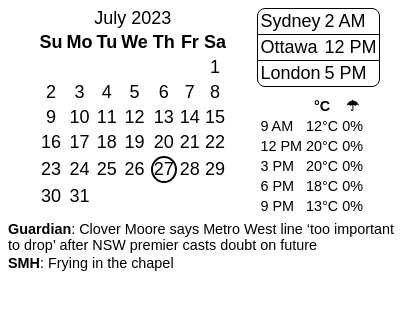 July 2023
Su Mo Tu We Th Fr Sa
1
2 3 4 5 6 7 8
9 10 11 12 13 14 15
16 17 18 19 20 21 22
23 24 25 26 27 28 29
30 31
Sydney 2 AM
Ottawa 12 PM
London 5 PM
°C ☂
9 AM 12°C 0%
12 PM 20°C 0%
3 PM 20°C 0%
6 PM 18°C 0%
9 PM 13°C 0%
Guardian: Clover Moore says Metro West line ‘too important
to drop’ after NSW premier casts doubt on future
SMH: Frying in the chapel